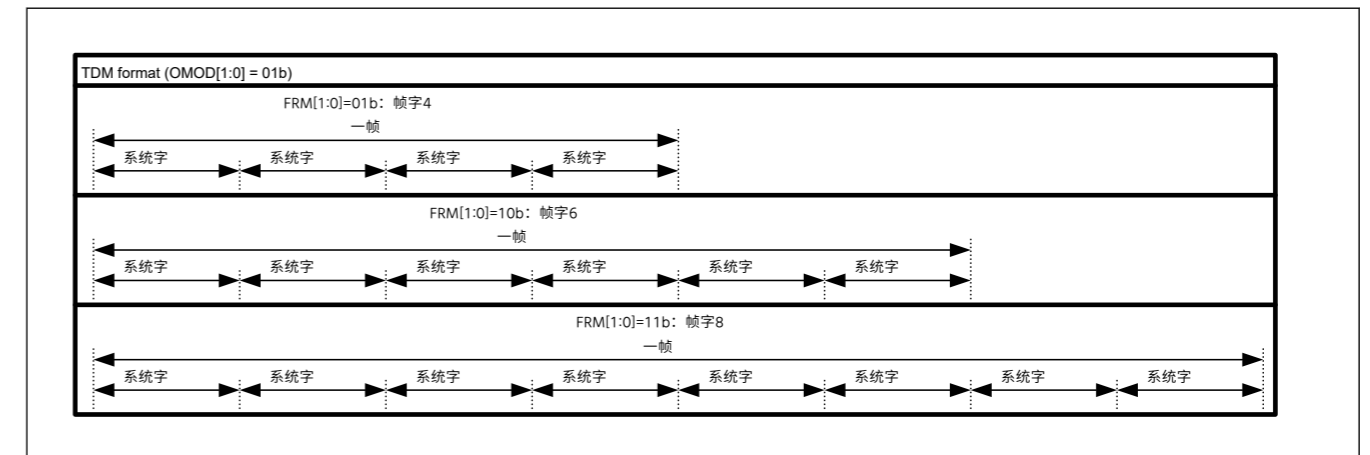 TDM format (OMOD[1:0] = 01b)
FRM[1:0]=01b：帧字4
一帧
系统字 系统字 系统字 系统字
FRM[1:0]=10b：帧字6
一帧
系统字 系统字 系统字 系统字 系统字 系统字
FRM[1:0]=11b：帧字8
一帧
系统字 系统字 系统字 系统字 系统字 系统字 系统字 系统字